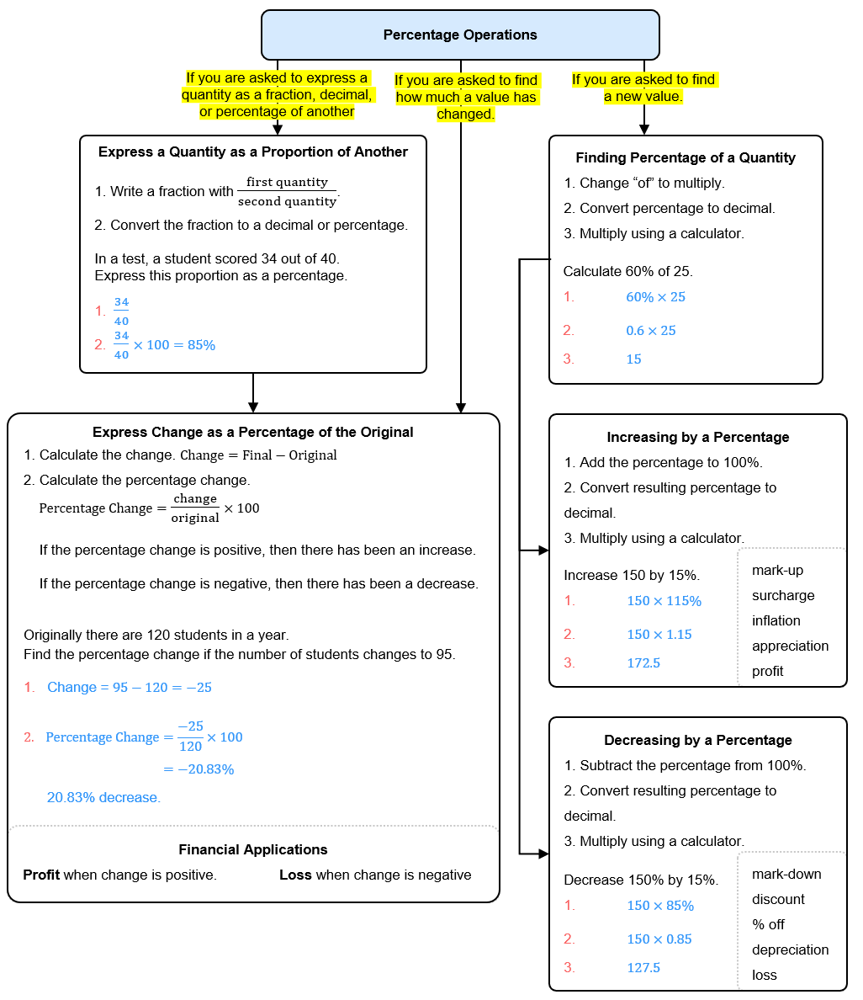 Percentage Operations
If you are asked to express a
quantity as a fraction, decimal,
or percentage of another
If you are asked to find
how much a value has
changed.
If you are asked to find
a new value.
Express a Quantity as a Proportion of Another
1. Write a fraction with first quantity / second quantity.
2. Convert the fraction to a decimal or percentage.
In a test, a student scored 34 out of 40.
Express this proportion as a percentage.
1. 34/40
2. 34/40 × 100 = 85%
Express Change as a Percentage of the Original
1. Calculate the change. Change = Final − Original
2. Calculate the percentage change.
Percentage Change = change/original × 100
If the percentage change is positive, then there has been an increase.
If the percentage change is negative, then there has been a decrease.
Originally there are 120 students in a year.
Find the percentage change if the number of students changes to 95.
1. Change = 95 − 120 = −25
2. Percentage Change = −25/120 × 100
= −20.83%
20.83% decrease.
Financial Applications
Profit when change is positive.
Loss when change is negative
Finding Percentage of a Quantity
1. Change “of” to multiply.
2. Convert percentage to decimal.
3. Multiply using a calculator.
Calculate 60% of 25.
1. 60% × 25
2. 0.6 × 25
3. 15
Increasing by a Percentage
1. Add the percentage to 100%.
2. Convert resulting percentage to
decimal.
3. Multiply using a calculator.
Increase 150 by 15%.
1. 150 × 115%
2. 150 × 1.15
3. 172.5
mark-up
surcharge
inflation
appreciation
profit
Decreasing by a Percentage
1. Subtract the percentage from 100%.
2. Convert resulting percentage to
decimal.
3. Multiply using a calculator.
Decrease 150% by 15%.
1. 150 × 85%
2. 150 × 0.85
3. 127.5
mark-down
discount
% off
depreciation
loss